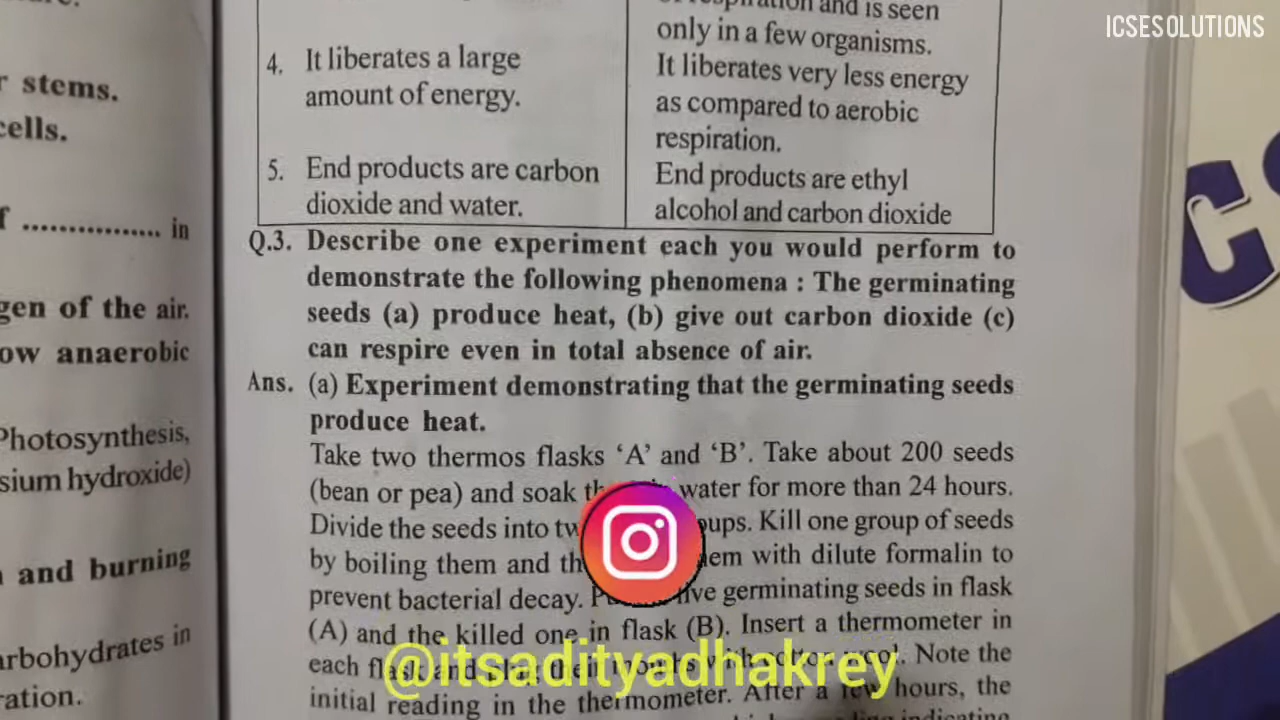 ICSESOLUTIONS
r stems.
cells.
f ................ in
gen of the air.
ow anaerobic
Photosynthesis,
sium hydroxide)
and burning
arbohydrates in
ration.
respiration and is seen
only in a few organisms.
4. It liberates a large
amount of energy.
It liberates very less energy
as compared to aerobic
respiration.
5. End products are carbon
dioxide and water.
End products are ethyl
alcohol and carbon dioxide
Q.3. Describe one experiment each you would perform to
demonstrate the following phenomena : The germinating
seeds (a) produce heat, (b) give out carbon dioxide (c)
can respire even in total absence of air.
Ans. (a) Experiment demonstrating that the germinating seeds
produce heat.
Take two thermos flasks ‘A’ and ‘B’. Take about 200 seeds
(bean or pea) and soak water for more than 24 hours.
Divide the seeds into oups. Kill one group of seeds
by boiling them and em with dilute formalin to
prevent bacterial decay. ive germinating seeds in flask
(A) and the killed one in flask (B). Insert a thermometer in
each Note the
@itsadityadhakrey
initial reading in the thermometer. After a few hours, the
indicating